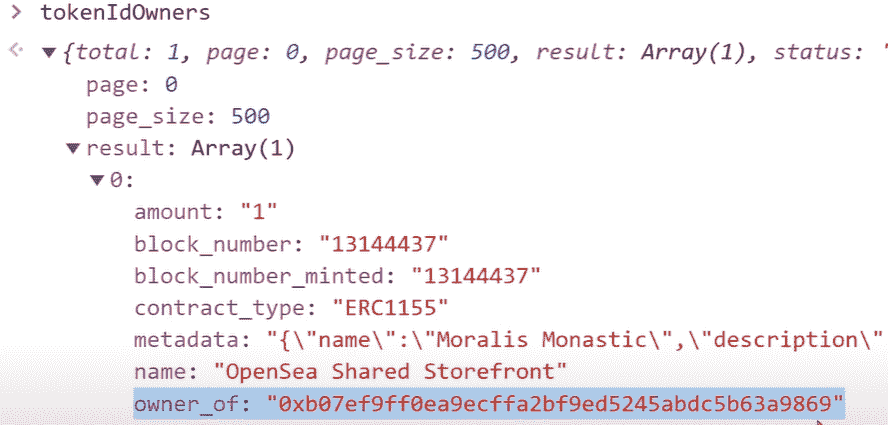 > tokenIdOwners
{total: 1, page: 0, page_size: 500, result: Array(1), status: '
page: 0
page_size: 500
result: Array(1)
0:
amount: "1"
block_number: "13144437"
block_number_minted: "13144437"
contract_type: "ERC1155"
metadata: "{\"name\":\"Moralis Monastic\",\"description\"
name: "OpenSea Shared Storefront"
owner_of: "0xb07ef9ff0ea9ecffa2bf9ed5245abdc5b63a9869"